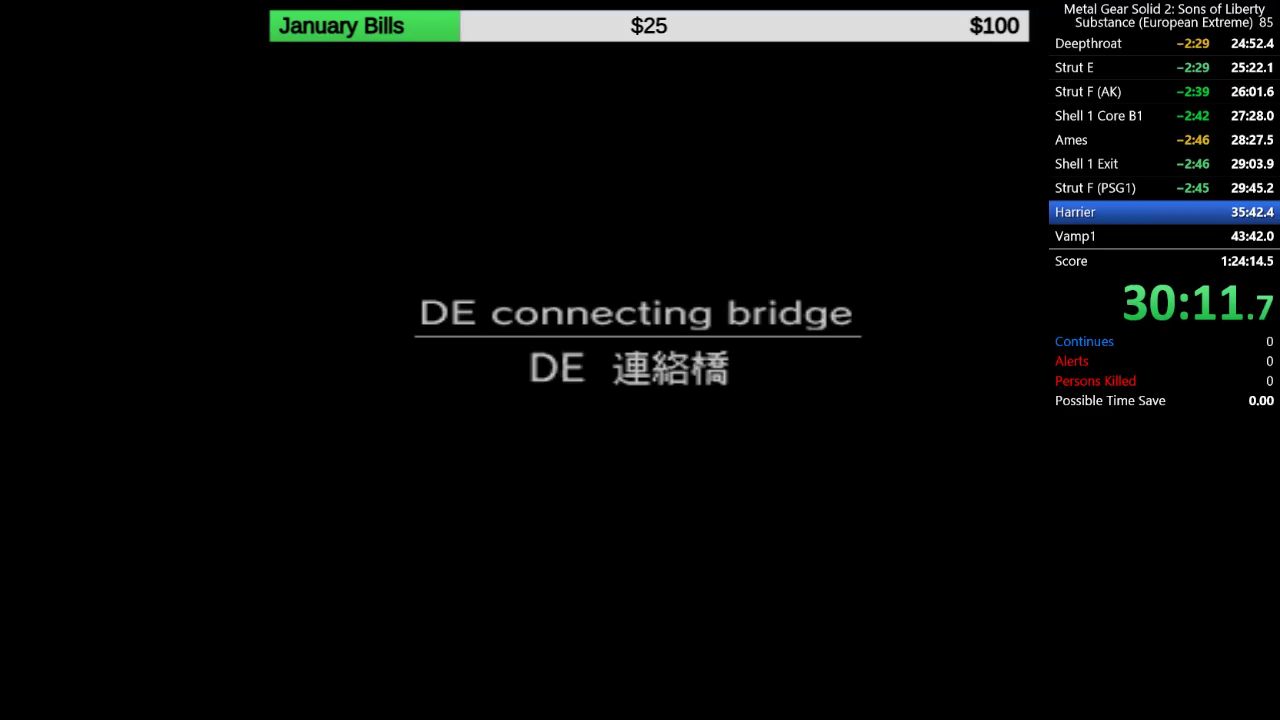 January Bills $25 $100
Metal Gear Solid 2: Sons of Liberty
Substance (European Extreme) 85
Deepthroat −2:29 24:52.4
Strut E −2:29 25:22.1
Strut F (AK) −2:39 26:01.6
Shell 1 Core B1 −2:42 27:28.0
Ames −2:46 28:27.5
Shell 1 Exit −2:46 29:03.9
Strut F (PSG1) −2:45 29:45.2
Harrier 35:42.4
Vamp1 43:42.0
Score 1:24:14.5
30:11.7
Continues 0
Alerts 0
Persons Killed 0
Possible Time Save 0.00
DE connecting bridge
DE 連絡橋